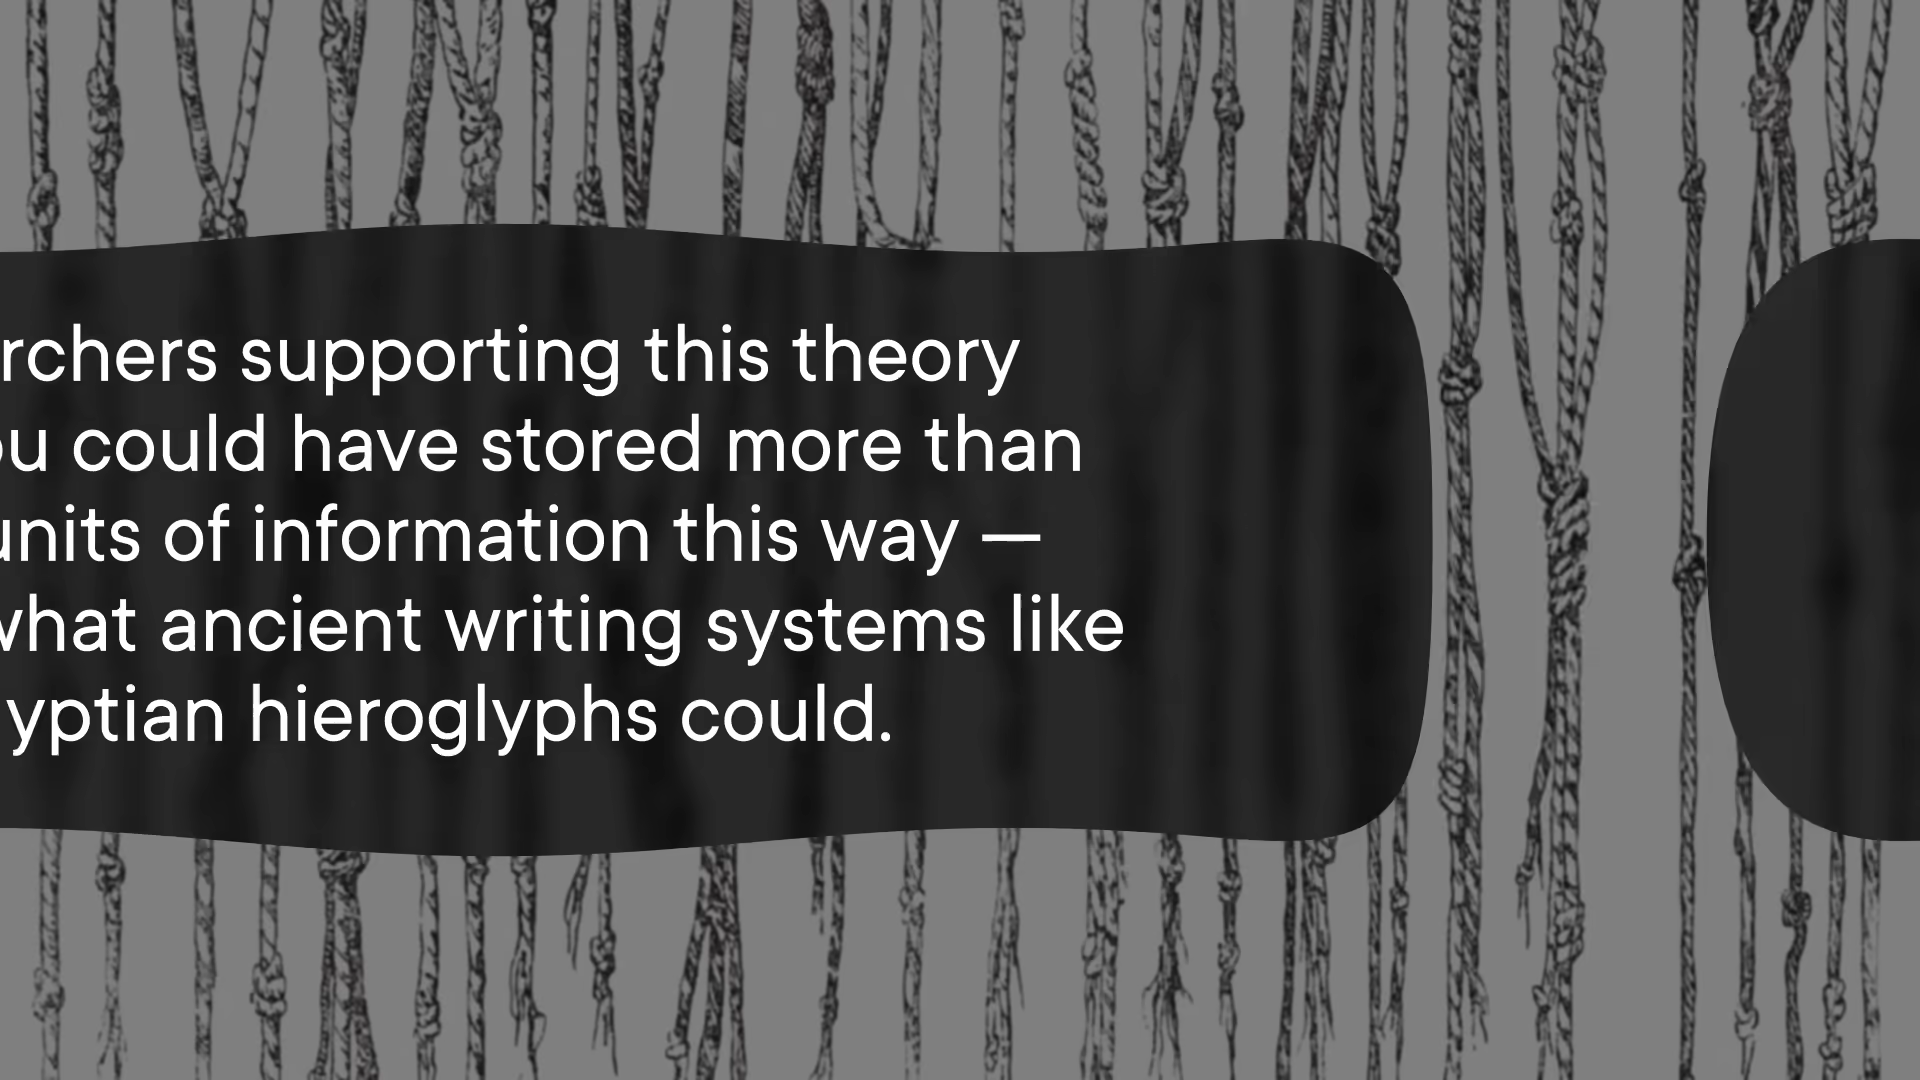 rchers supporting this theory
ou could have stored more than
units of information this way —
what ancient writing systems like
yptian hieroglyphs could.